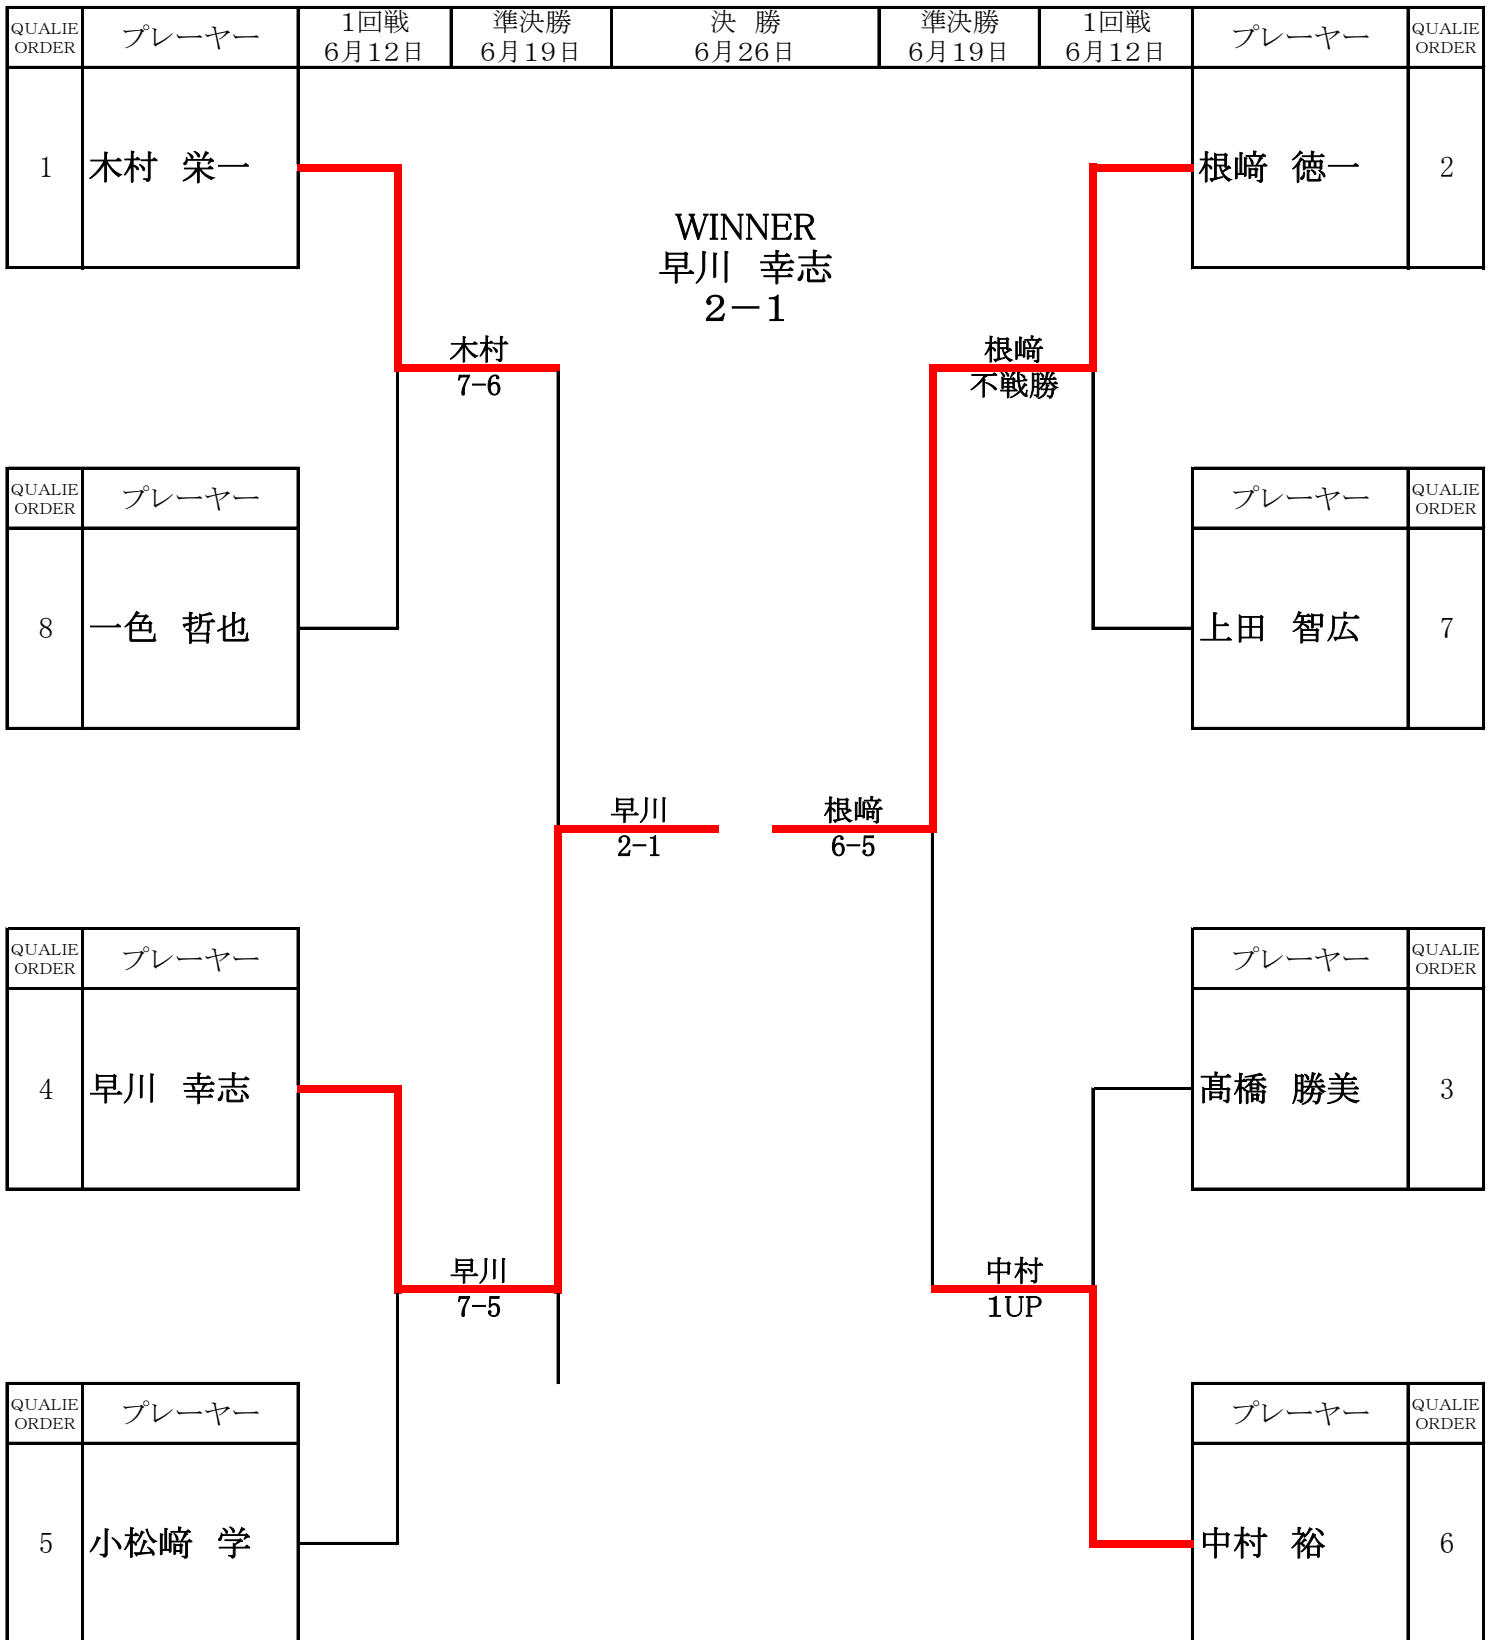 QUALIE
ORDER
プレーヤー
1回戦
6月12日
準決勝
6月19日
決 勝
6月26日
準決勝
6月19日
1回戦
6月12日
プレーヤー
QUALIE
ORDER
1
木村 栄一
根﨑 徳一
2
WINNER
早川 幸志
2－1
木村
7-6
根﨑
不戦勝
QUALIE
ORDER
プレーヤー
プレーヤー
QUALIE
ORDER
8
一色 哲也
上田 智広
7
早川
2-1
根﨑
6-5
QUALIE
ORDER
プレーヤー
プレーヤー
QUALIE
ORDER
4
早川 幸志
髙橋 勝美
3
早川
7-5
中村
1UP
QUALIE
ORDER
プレーヤー
プレーヤー
QUALIE
ORDER
5
小松﨑 学
中村 裕
6